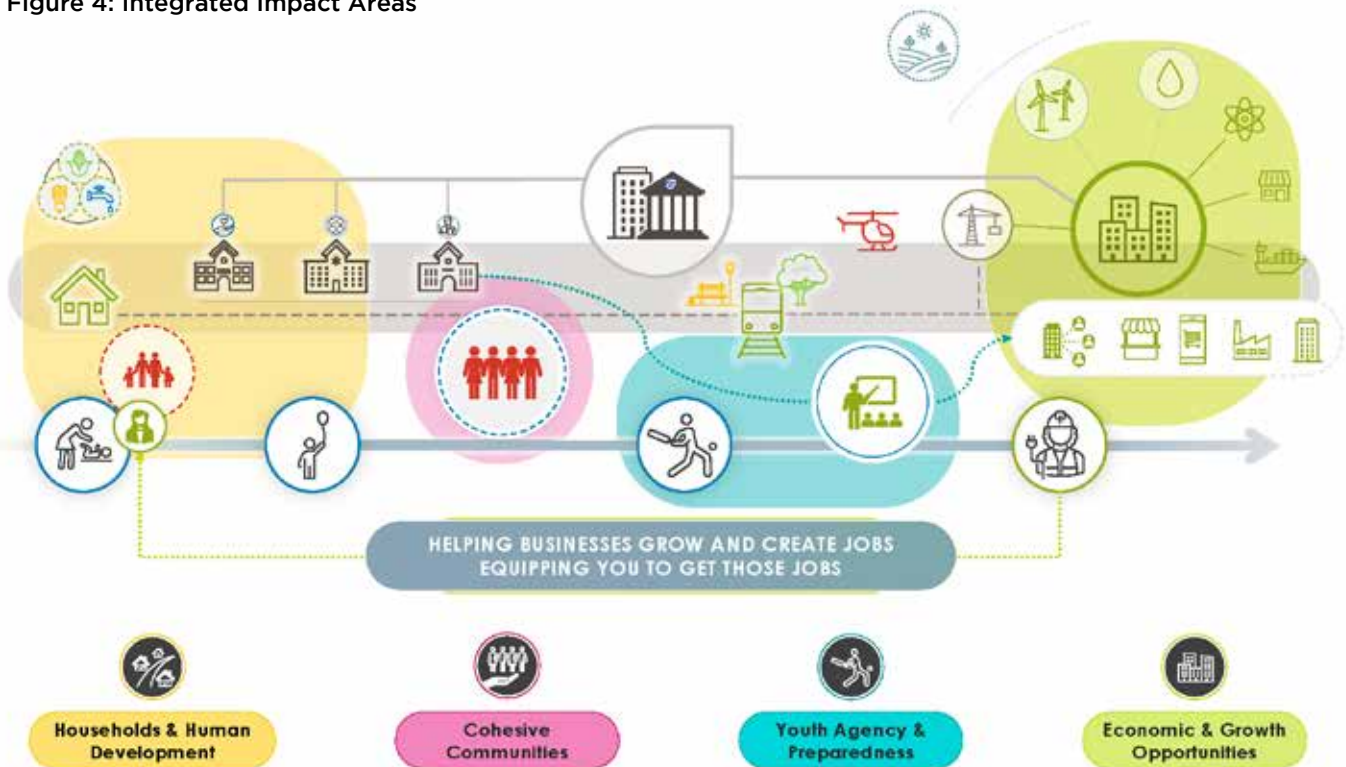 Figure 4: Integrated Impact Areas
HELPING BUSINESSES GROW AND CREATE JOBS
EQUIPPING YOU TO GET THOSE JOBS
Households & Human
Development
Cohesive
Communities
Youth Agency &
Preparedness
Economic & Growth
Opportunities